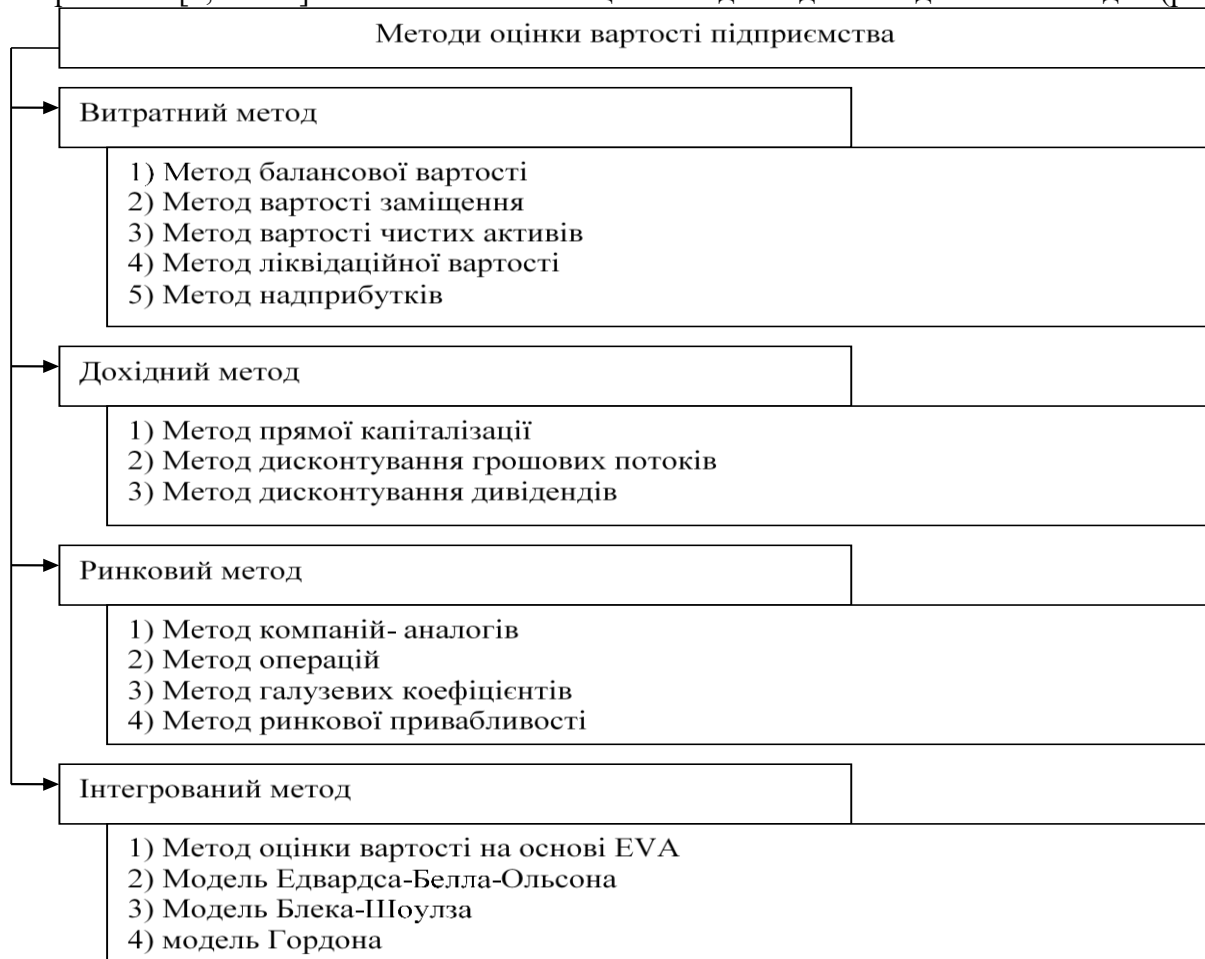 Методи оцінки вартості підприємства
Витратний метод
1) Метод балансової вартості
2) Метод вартості заміщення
3) Метод вартості чистих активів
4) Метод ліквідаційної вартості
5) Метод надприбутків
Дохідний метод
1) Метод прямої капіталізації
2) Метод дисконтування грошових потоків
3) Метод дисконтування дивідендів
Ринковий метод
1) Метод компаній- аналогів
2) Метод операцій
3) Метод галузевих коефіцієнтів
4) Метод ринкової привабливості
Інтегрований метод
1) Метод оцінки вартості на основі EVA
2) Модель Едвардса-Белла-Ольсона
3) Модель Блека-Шоулза
4) модель Гордона